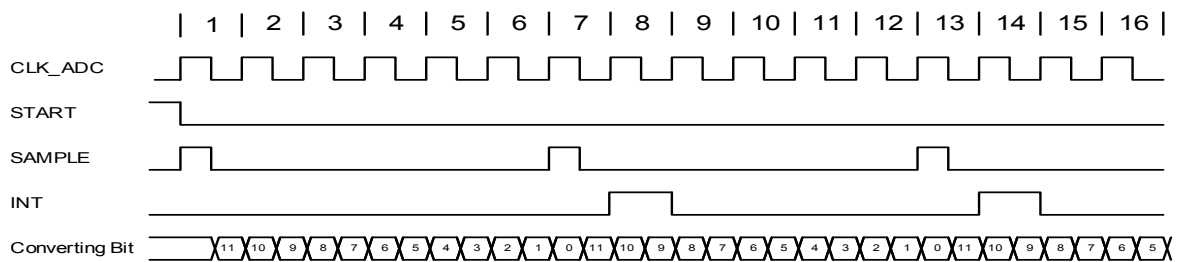 | 1 | 2 | 3 | 4 | 5 | 6 | 7 | 8 | 9 | 10 | 11 | 12 | 13 | 14 | 15 | 16 |
CLK_ADC
START
SAMPLE
INT
Converting Bit 11 10 9 8 7 6 5 4 3 2 1 0 11 10 9 8 7 6 5 4 3 2 1 0 11 10 9 8 7 6 5